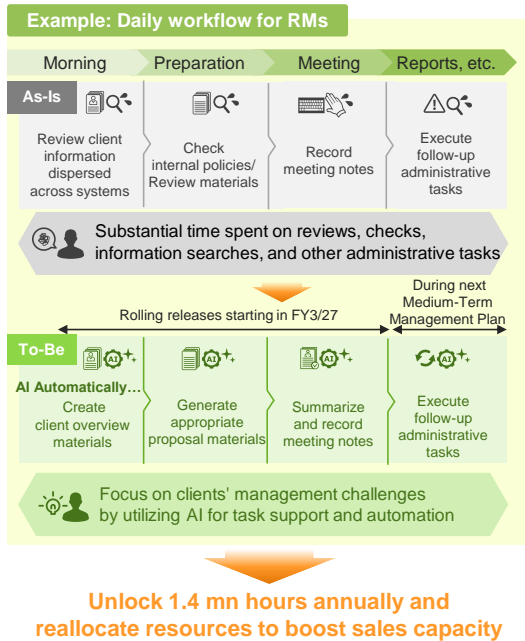 Example: Daily workflow for RMs
Morning
Preparation
Meeting
Reports, etc.
As-Is
Review client
information
dispersed
across systems
Check
internal policies/
Review materials
Record
meeting notes
Execute
follow-up
administrative
tasks
Substantial time spent on reviews, checks,
information searches, and other administrative tasks
Rolling releases starting in FY3/27
During next
Medium-Term
Management Plan
To-Be
AI
AI
AI
AI
AI Automatically...
Create
client overview
materials
Generate
appropriate
proposal materials
Summarize
and record
meeting notes
Execute
follow-up
administrative
tasks
Focus on clients' management challenges
by utilizing AI for task support and automation
Unlock 1.4 mn hours annually and
reallocate resources to boost sales capacity